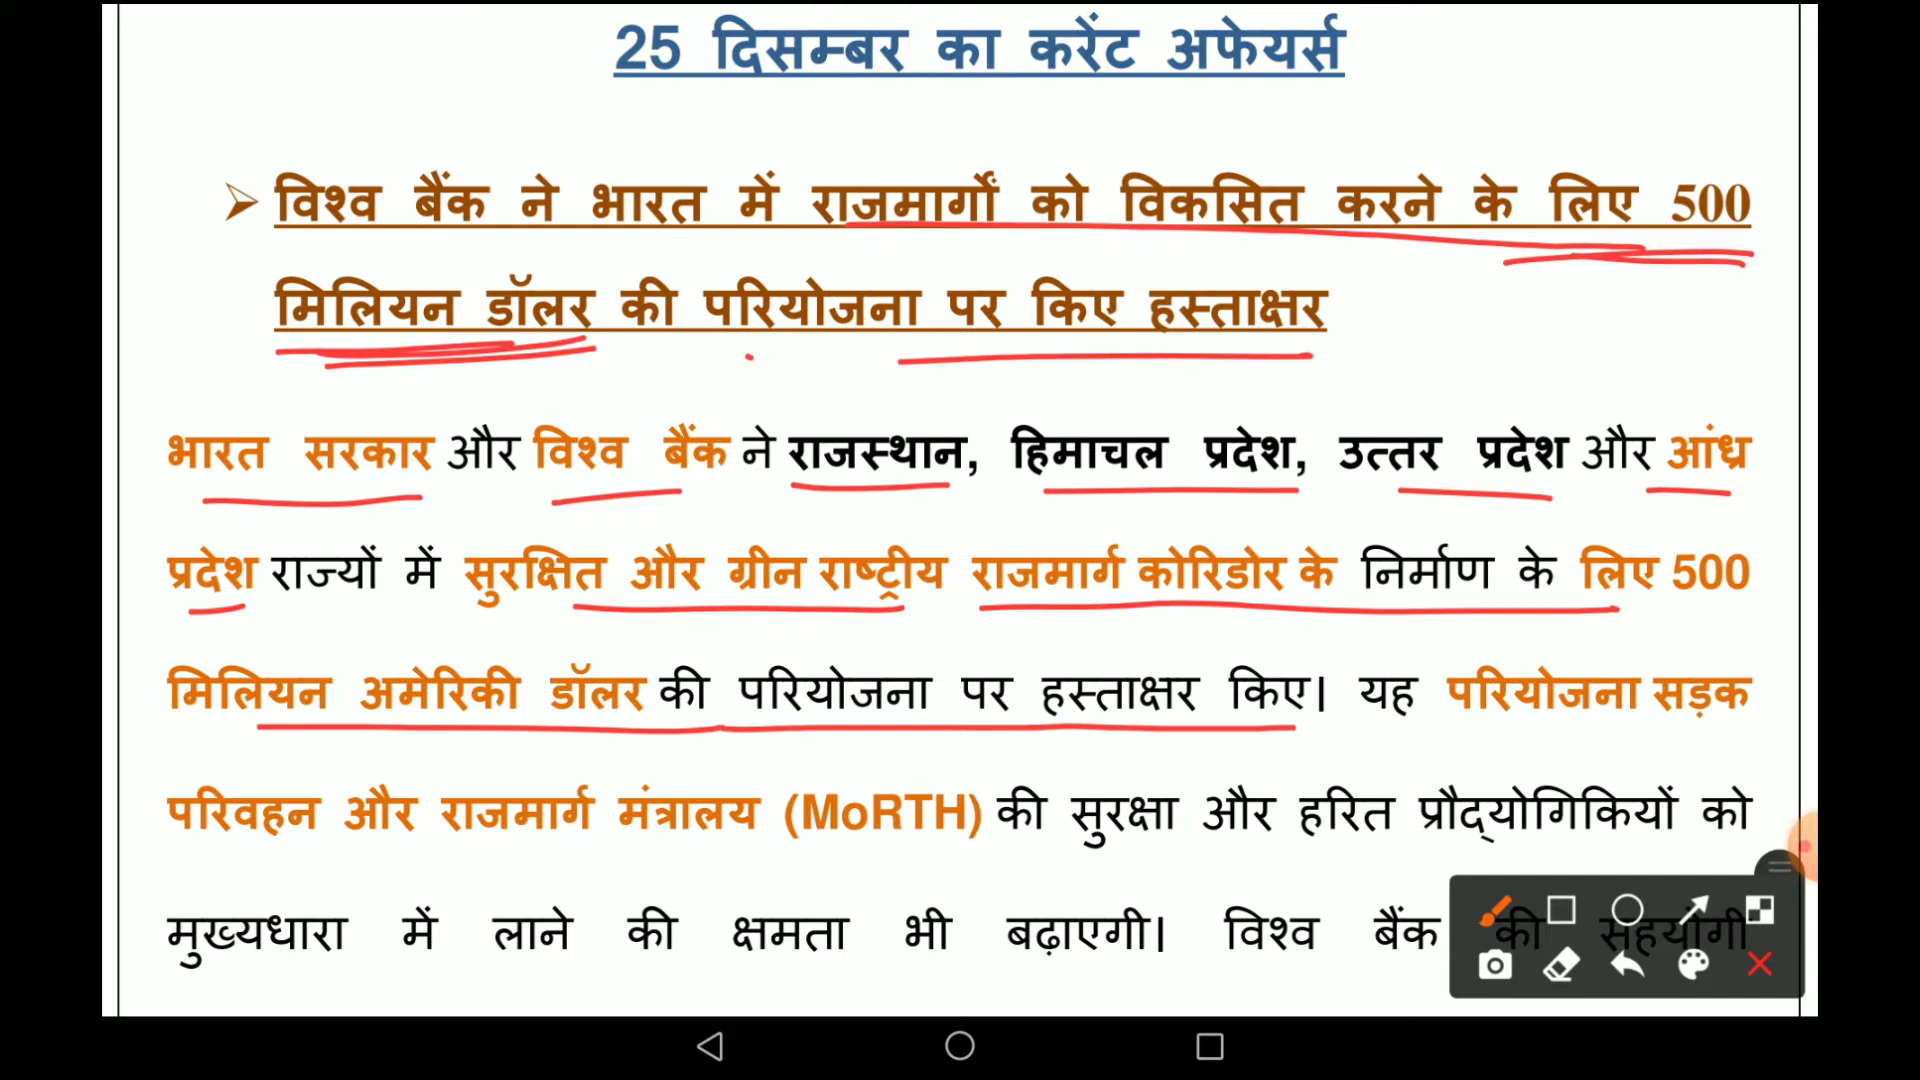 25 दिसम्बर का करेंट अफेयर्स
विश्व बैंक ने भारत में राजमार्गों को विकसित करने के लिए 500
मिलियन डॉलर की परियोजना पर किए हस्ताक्षर
भारत सरकार और विश्व बैंक ने राजस्थान, हिमाचल प्रदेश, उत्तर प्रदेश और आंध्र
प्रदेश राज्यों में सुरक्षित और ग्रीन राष्ट्रीय राजमार्ग कोरिडोर के निर्माण के लिए 500
मिलियन अमेरिकी डॉलर की परियोजना पर हस्ताक्षर किए। यह परियोजना सड़क
परिवहन और राजमार्ग मंत्रालय (MoRTH) की सुरक्षा और हरित प्रौद्योगिकियों को
मुख्यधारा में लाने की क्षमता भी बढ़ाएगी। विश्व बैंक की सहयोगी